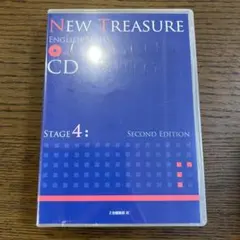 NEW TREASURE
ENGLISH SERIES
CD
STAGE 4:
SECOND EDITION